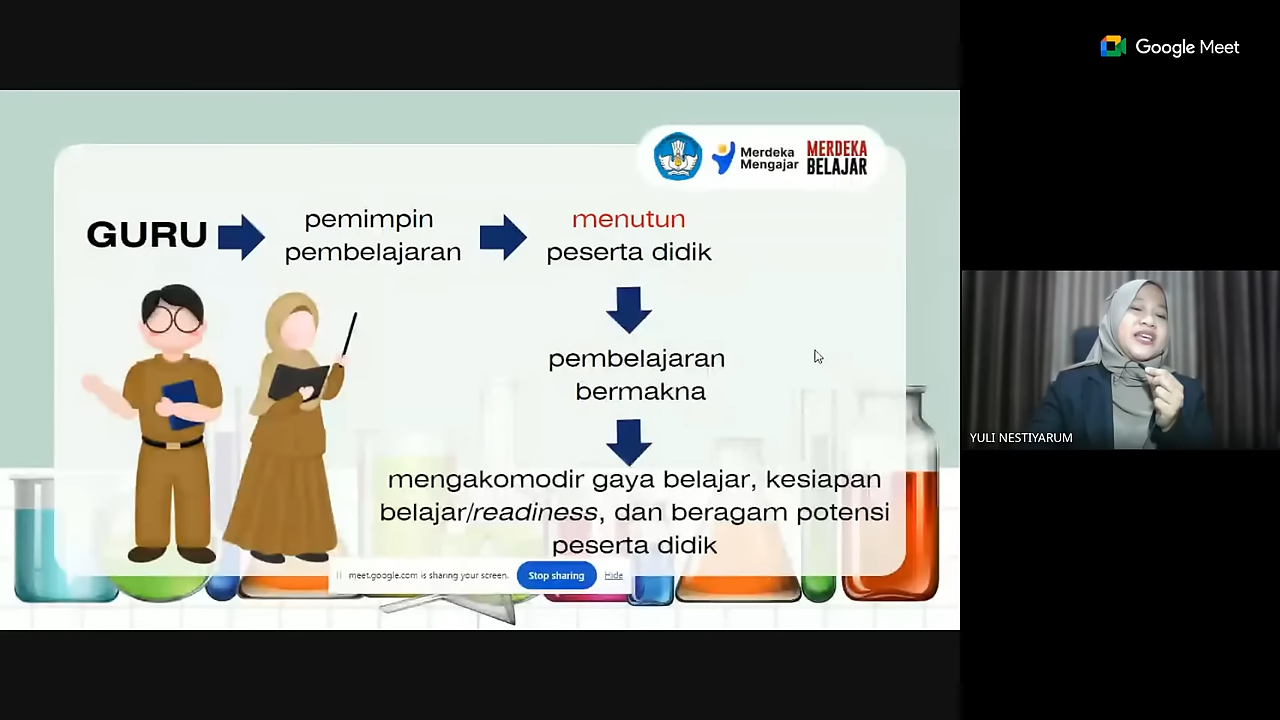 Google Meet
Merdeka
Mengajar
MERDEKA
BELAJAR
GURU
pemimpin
pembelajaran
menutun
peserta didik
pembelajaran
bermakna
mengakomodir gaya belajar, kesiapan
belajar/readiness, dan beragam potensi
peserta didik
meet.google.com is sharing your screen.
Stop sharing
Hide
YULI NESTIYARUM